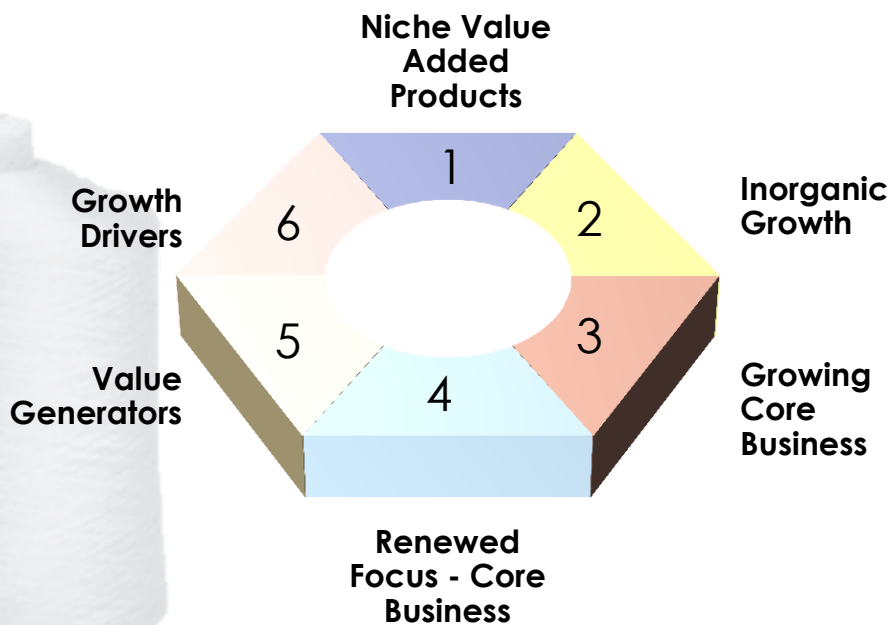 Niche Value
Added
Products
1
2
Inorganic
Growth
3
Growing
Core
Business
4
Renewed
Focus - Core
Business
5
Value
Generators
6
Growth
Drivers